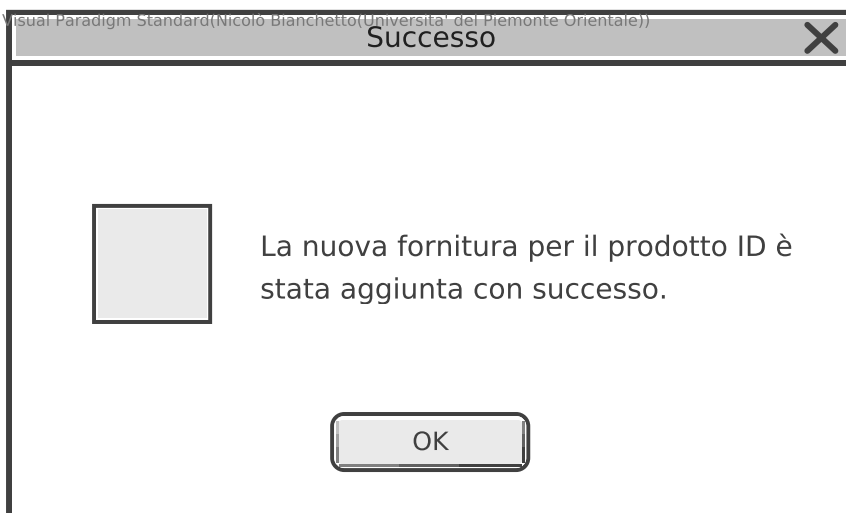 Visual Paradigm Standard(Nicolò Bianchetto(Universita' del Piemonte Orientale))
Successo
La nuova fornitura per il prodotto ID è
stata aggiunta con successo.
OK